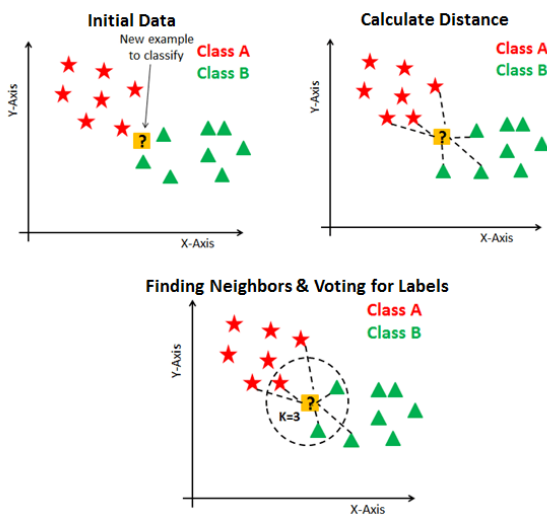 Initial Data
New example
to classify
Class A
Class B
Y-Axis
?
X-Axis
Calculate Distance
Class A
Class B
Y-Axis
?
X-Axis
Finding Neighbors & Voting for Labels
Class A
Class B
Y-Axis
?
K=3
X-Axis